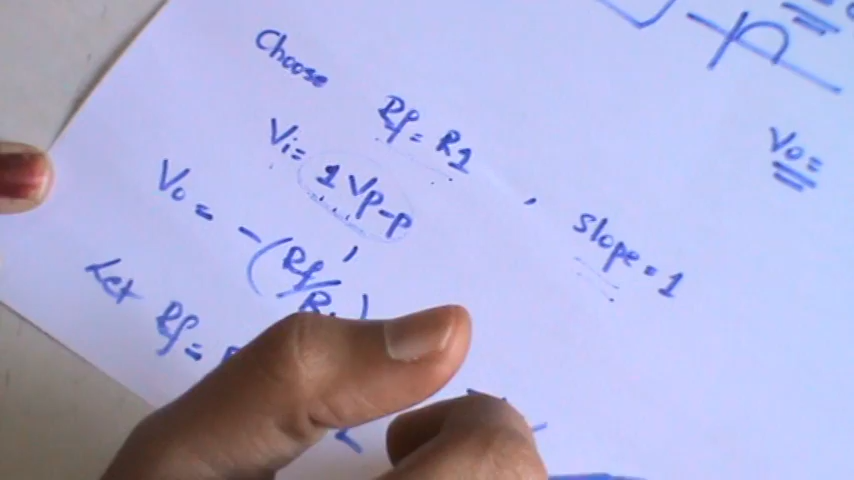 Choose
Rf = R1 , slope = 1
Vi = 1 Vp-p ,
Vo = -(Rf/R1)
Let Rf =
Vo =